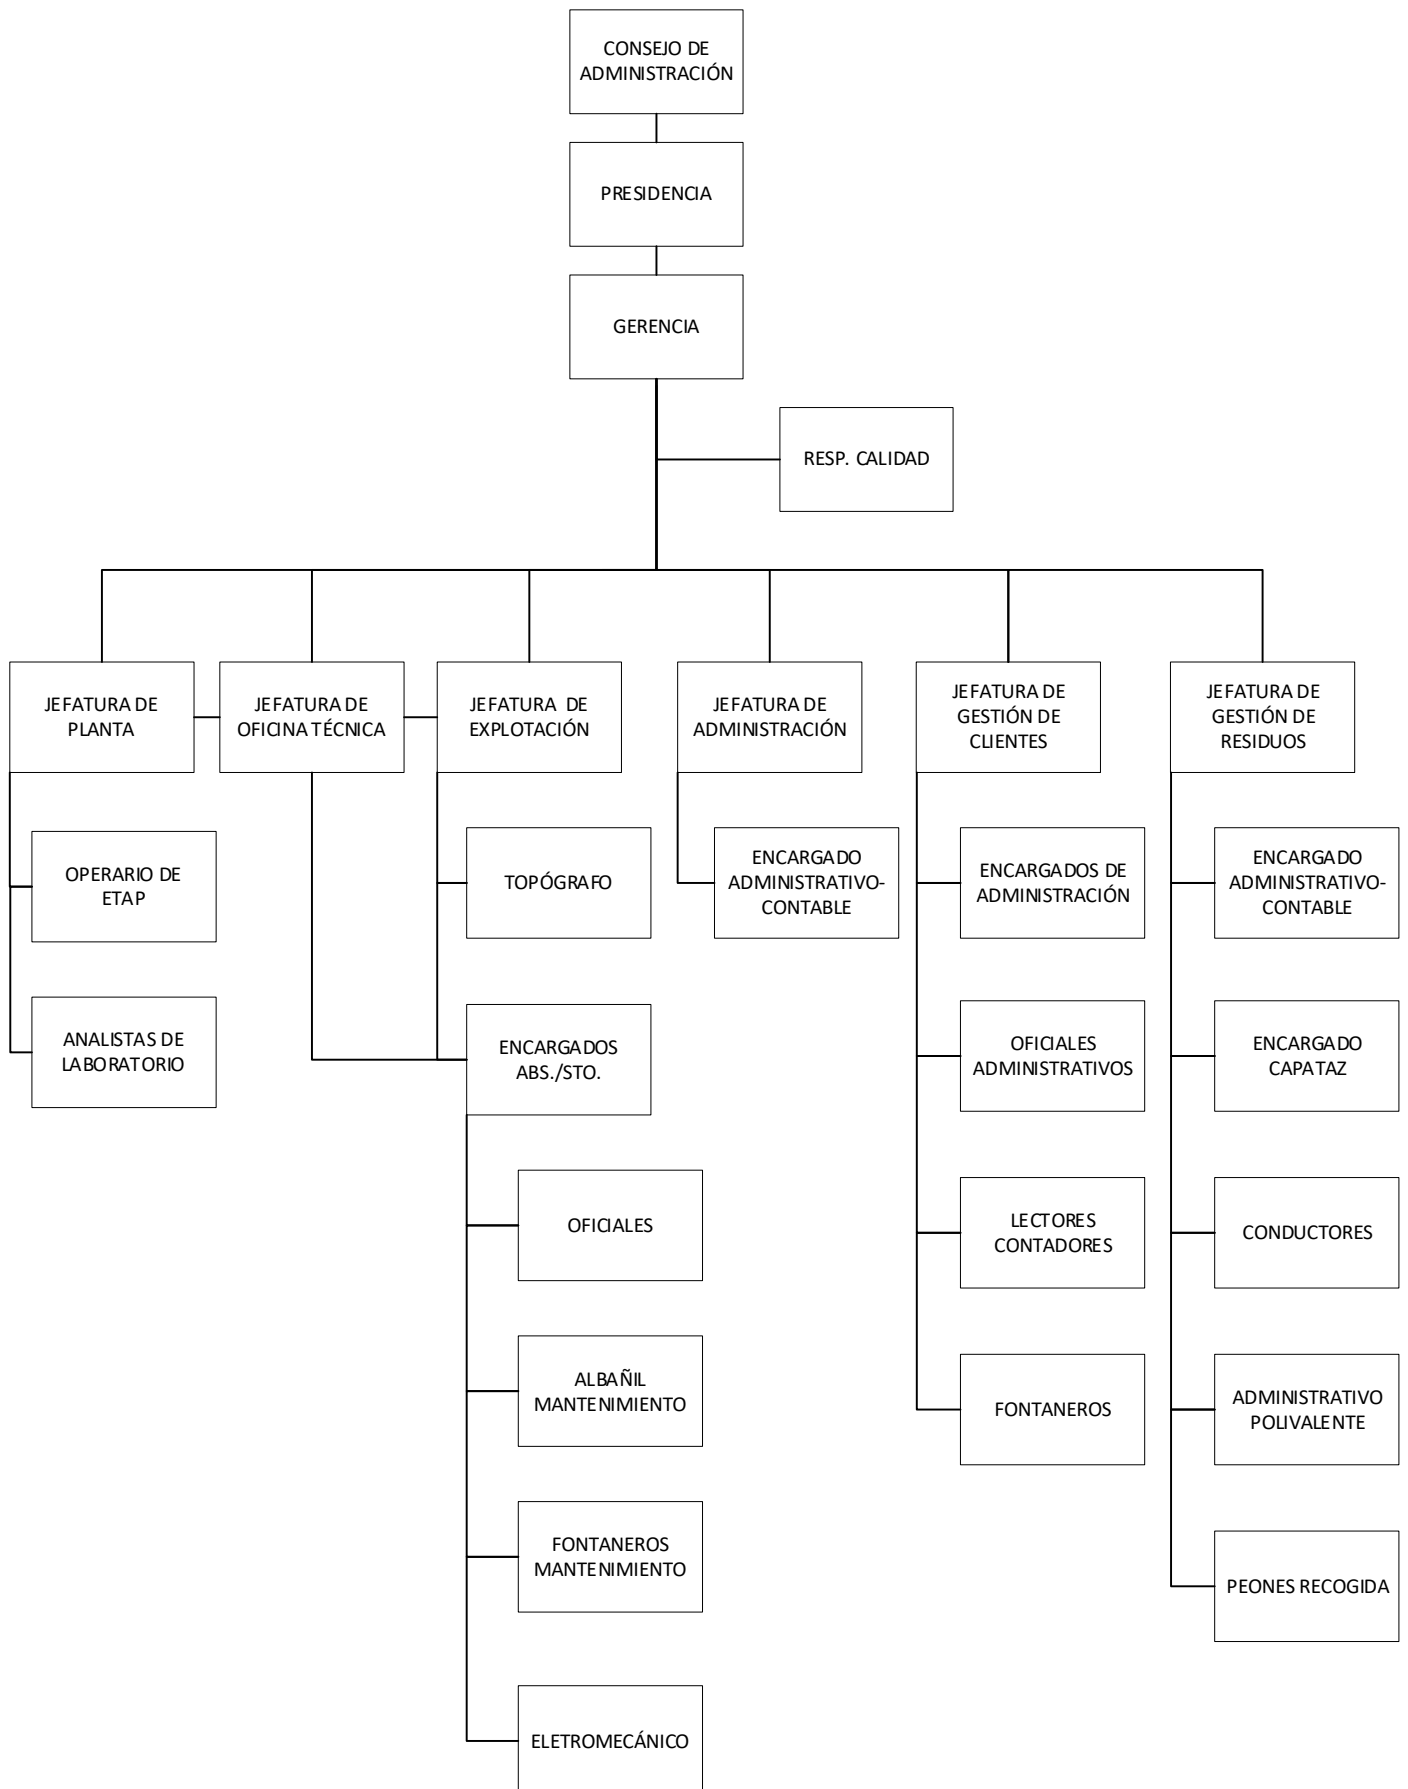 CONSEJO DE
ADMINISTRACIÓN
PRESIDENCIA
GERENCIA
RESP. CALIDAD
JEFATURA DE
PLANTA
JEFATURA DE
OFICINA TÉCNICA
JEFATURA DE
EXPLOTACIÓN
JEFATURA DE
ADMINISTRACIÓN
JEFATURA DE
GESTIÓN DE
CLIENTES
JEFATURA DE
GESTIÓN DE
RESIDUOS
OPERARIO DE
ETAP
TOPÓGRAFO
ENCARGADO
ADMINISTRATIVO-
CONTABLE
ENCARGADOS DE
ADMINISTRACIÓN
ENCARGADO
ADMINISTRATIVO-
CONTABLE
ANALISTAS DE
LABORATORIO
ENCARGADOS
ABS./STO.
OFICIALES
ADMINISTRATIVOS
ENCARGADO
CAPATAZ
OFICIALES
LECTORES
CONTADORES
CONDUCTORES
ALBAÑIL
MANTENIMIENTO
FONTANEROS
ADMINISTRATIVO
POLIVALENTE
FONTANEROS
MANTENIMIENTO
PEONES RECOGIDA
ELETROMECÁNICO